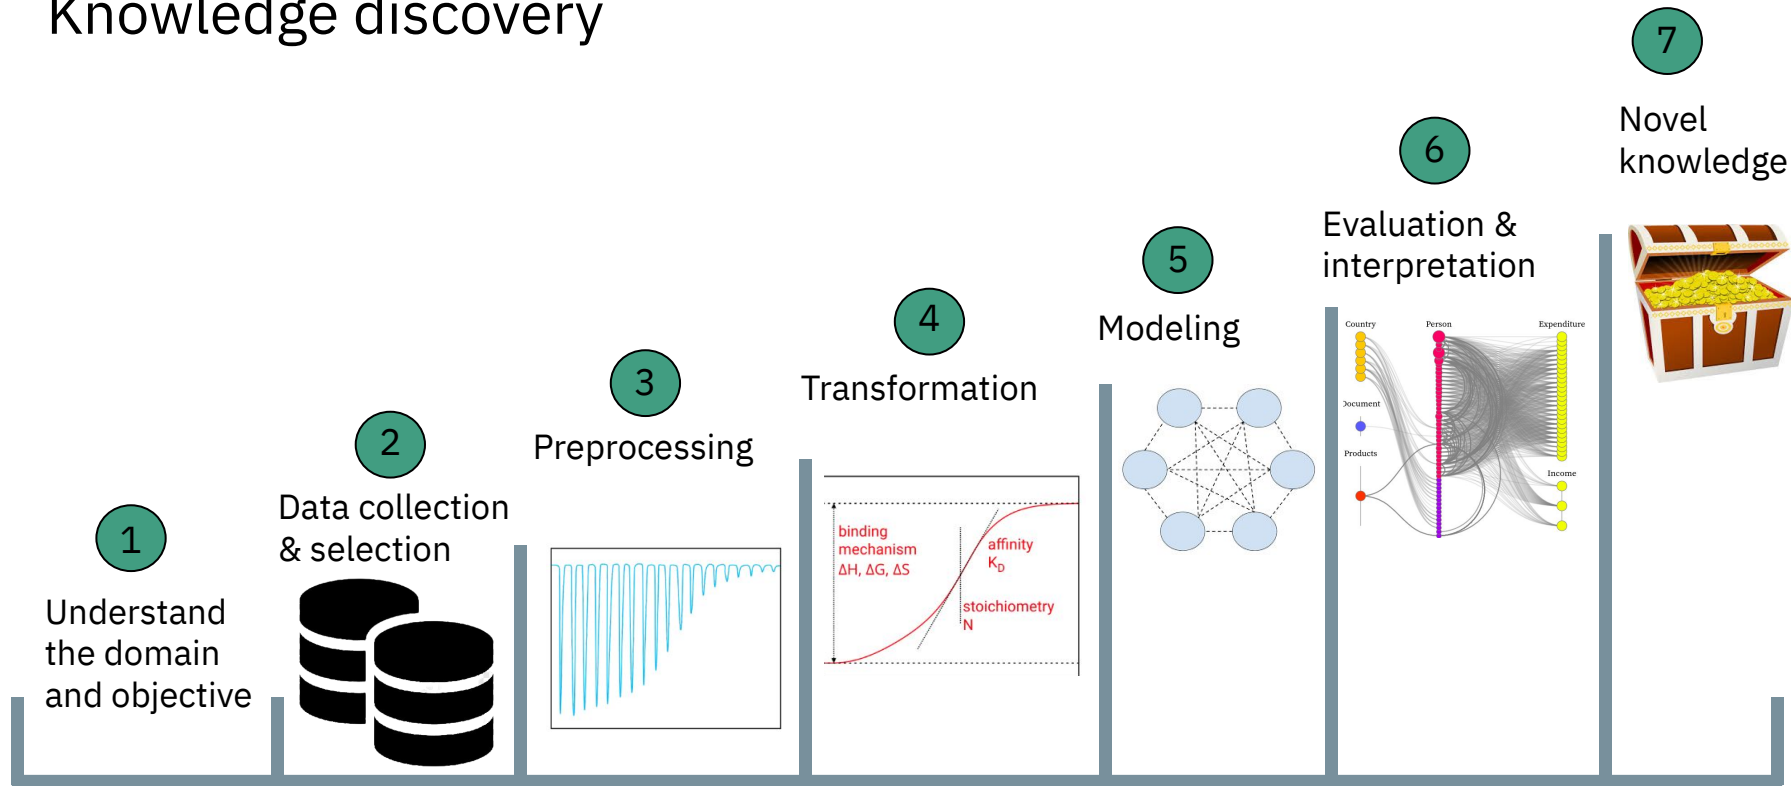 Knowledge discovery
1
Understand
the domain
and objective
2
Data collection
& selection
3
Preprocessing
4
Transformation
binding
mechanism
ΔH, ΔG, ΔS
affinity
K_D
stoichiometry
N
5
Modeling
6
Evaluation &
interpretation
Country
Person
Expenditure
Document
Products
Income
7
Novel
knowledge